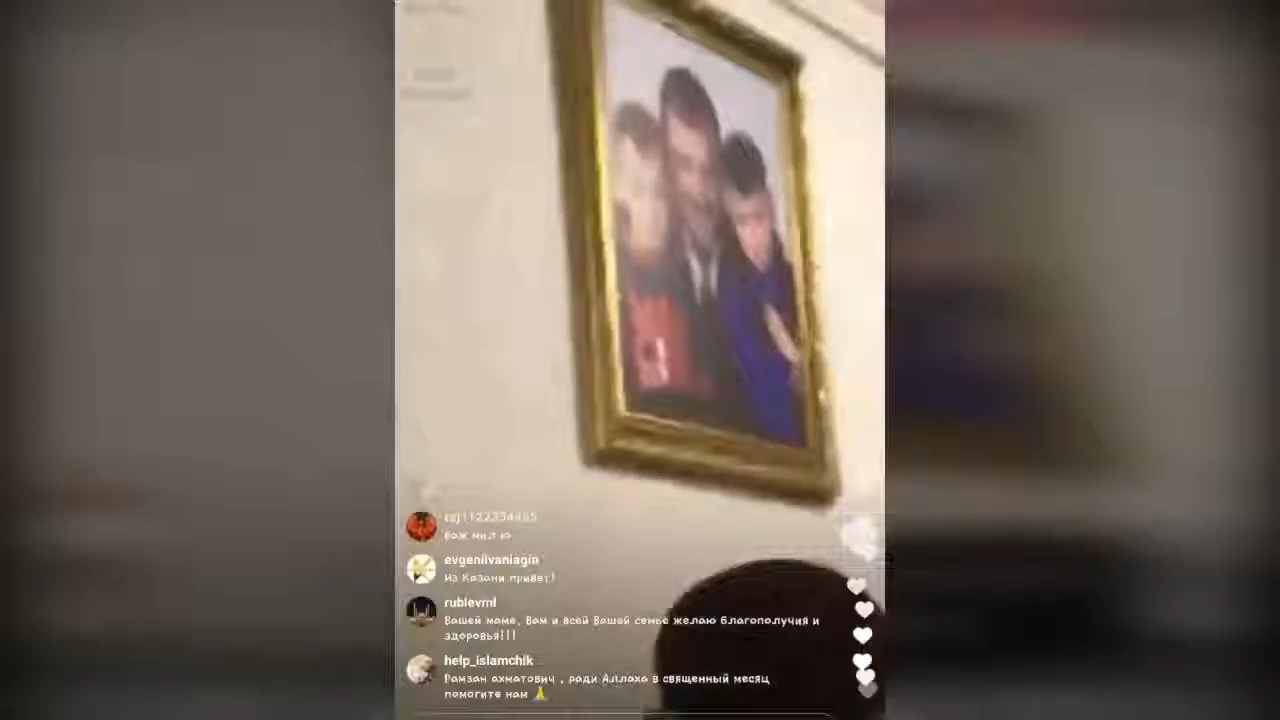 evgeniivaniagin
Из Казани привет!
rublevml
Вашей маме, Вам и всей Вашей семье желаю благополучия и
здоровья!!!
help_islamchik
Рамзан ахматович , ради Аллаха в священный месяц
помогите нам 🙏